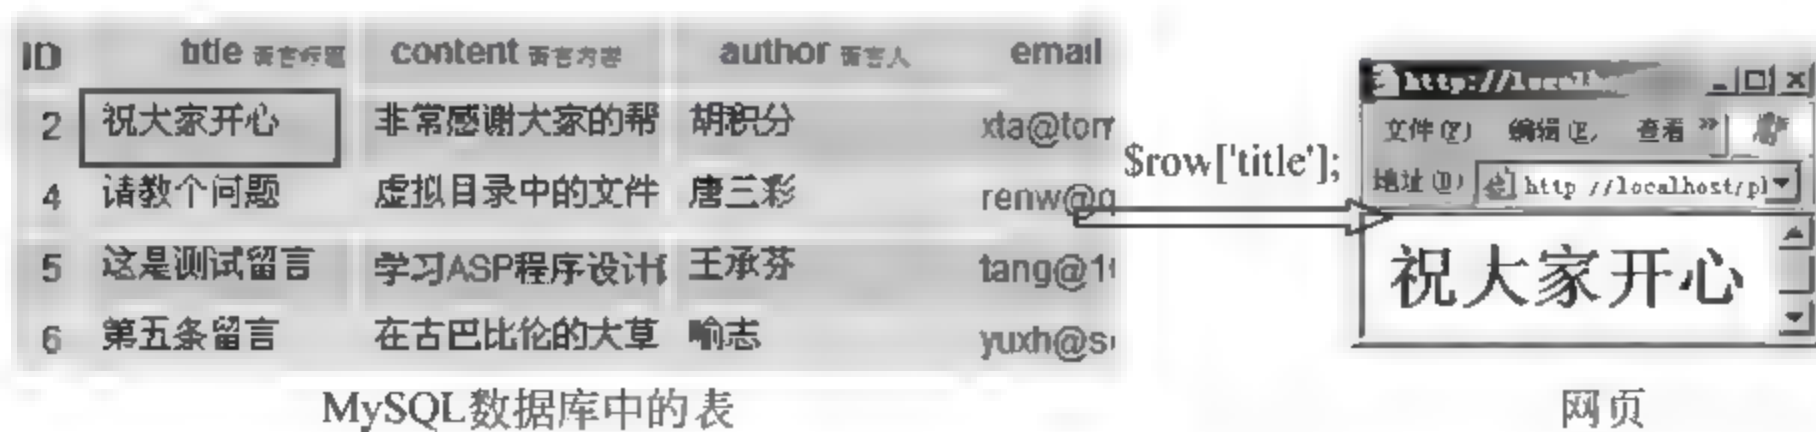 ID title 留言标题 content 留言内容 author 留言人 email
2 祝大家开心 非常感谢大家的帮 胡积分 xta@tom
4 请教个问题 虚拟目录中的文件 唐三彩 renw@q
5 这是测试留言 学习ASP程序设计 王承芬 tang@1
6 第五条留言 在古巴比伦的大草 喻志 yuxh@s
MySQL数据库中的表
$row['title'];
http://local
文件(F) 编辑(E) 查看 »
地址(D) http://localhost/p
祝大家开心
网页